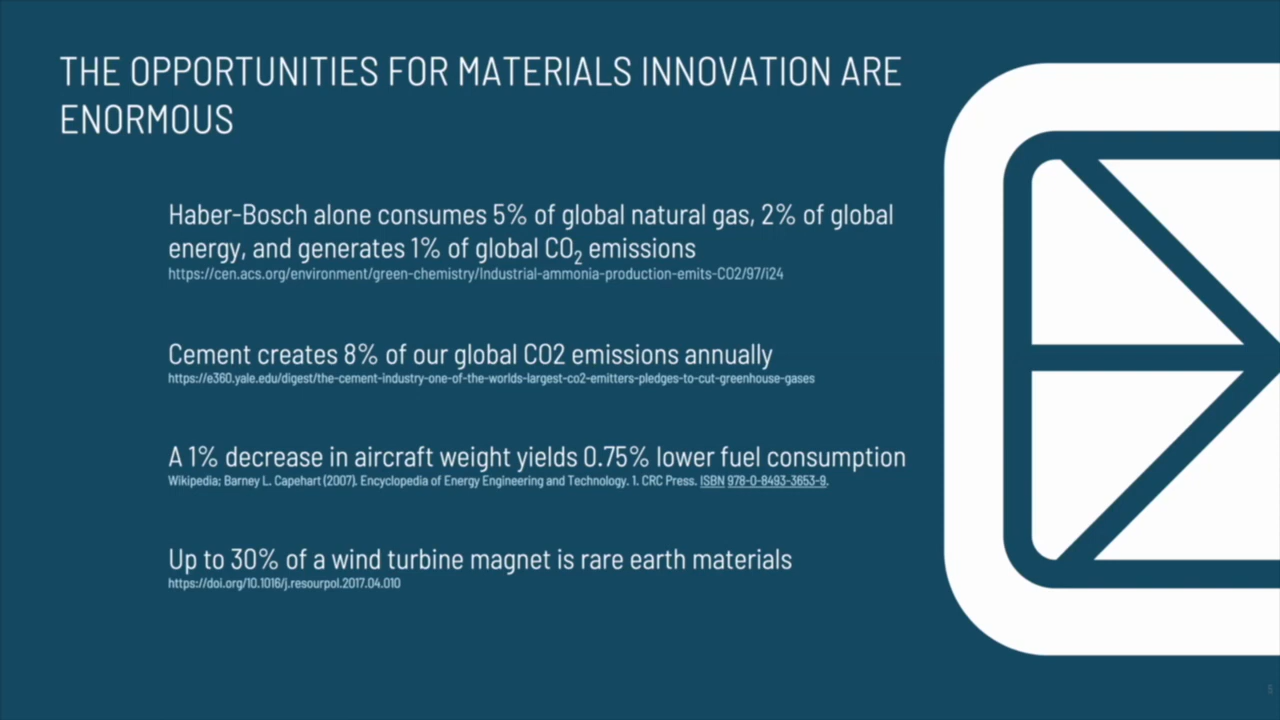 THE OPPORTUNITIES FOR MATERIALS INNOVATION ARE
ENORMOUS
Haber-Bosch alone consumes 5% of global natural gas, 2% of global
energy, and generates 1% of global CO₂ emissions
https://cen.acs.org/environment/green-chemistry/Industrial-ammonia-production-emits-CO2/97/i24
Cement creates 8% of our global CO2 emissions annually
https://e360.yale.edu/digest/the-cement-industry-one-of-the-worlds-largest-co2-emitters-pledges-to-cut-greenhouse-gases
A 1% decrease in aircraft weight yields 0.75% lower fuel consumption
Wikipedia; Barney L. Capehart (2007). Encyclopedia of Energy Engineering and Technology. 1. CRC Press. ISBN 978-0-8493-3653-9.
Up to 30% of a wind turbine magnet is rare earth materials
https://doi.org/10.1016/j.resourpol.2017.04.010